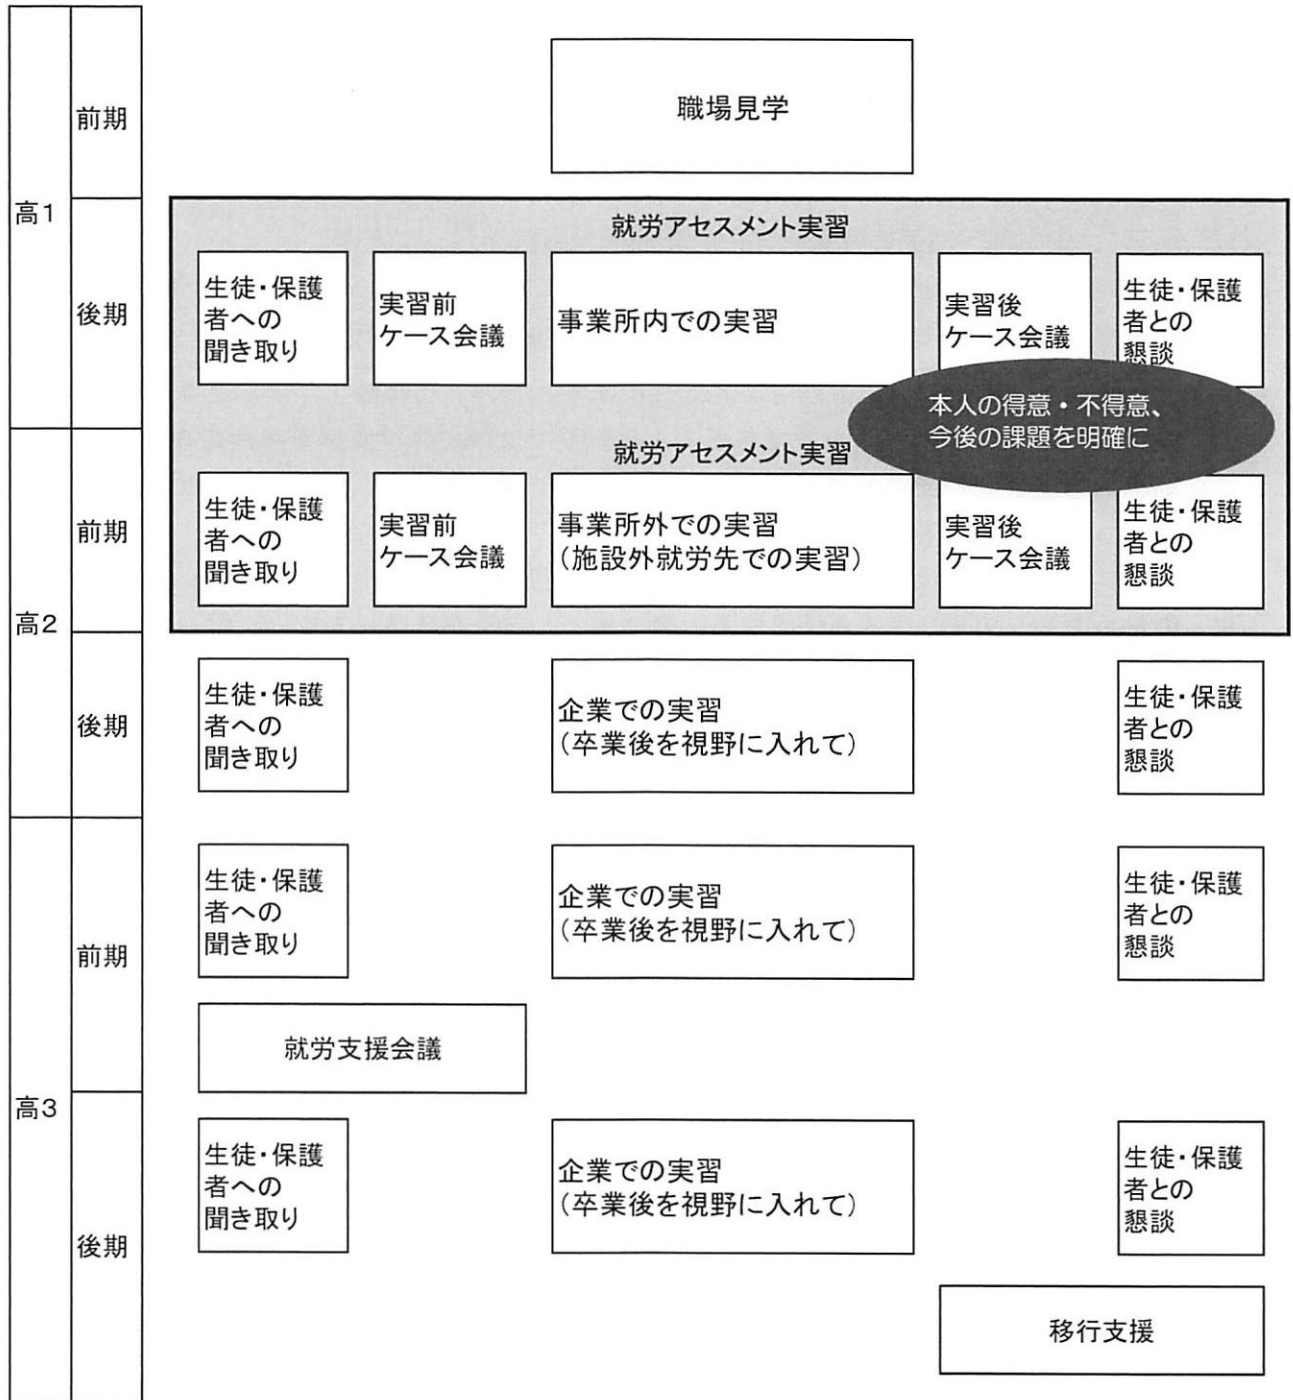 高1
前期
職場見学
後期
就労アセスメント実習
生徒・保護
者への
聞き取り
実習前
ケース会議
事業所内での実習
実習後
ケース会議
生徒・保護
者との
懇談
本人の得意・不得意、
今後の課題を明確に
高2
前期
就労アセスメント実習
生徒・保護
者への
聞き取り
実習前
ケース会議
事業所外での実習
(施設外就労先での実習)
実習後
ケース会議
生徒・保護
者との
懇談
後期
生徒・保護
者への
聞き取り
企業での実習
(卒業後を視野に入れて)
生徒・保護
者との
懇談
高3
前期
生徒・保護
者への
聞き取り
企業での実習
(卒業後を視野に入れて)
生徒・保護
者との
懇談
就労支援会議
後期
生徒・保護
者への
聞き取り
企業での実習
(卒業後を視野に入れて)
生徒・保護
者との
懇談
移行支援